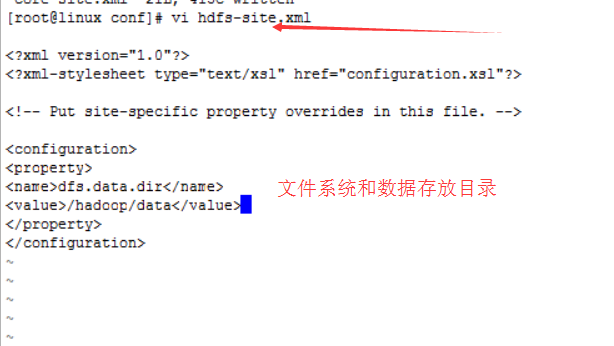 core-site.xml" 21L, 415C written
[root@linux conf]# vi hdfs-site.xml
<?xml version="1.0"?>
<?xml-stylesheet type="text/xsl" href="configuration.xsl"?>
<!-- Put site-specific property overrides in this file. -->
<configuration>
<property>
<name>dfs.data.dir</name>
文件系统和数据存放目录
<value>/hadoop/data</value>
</property>
</configuration>
~
~
~
~
~